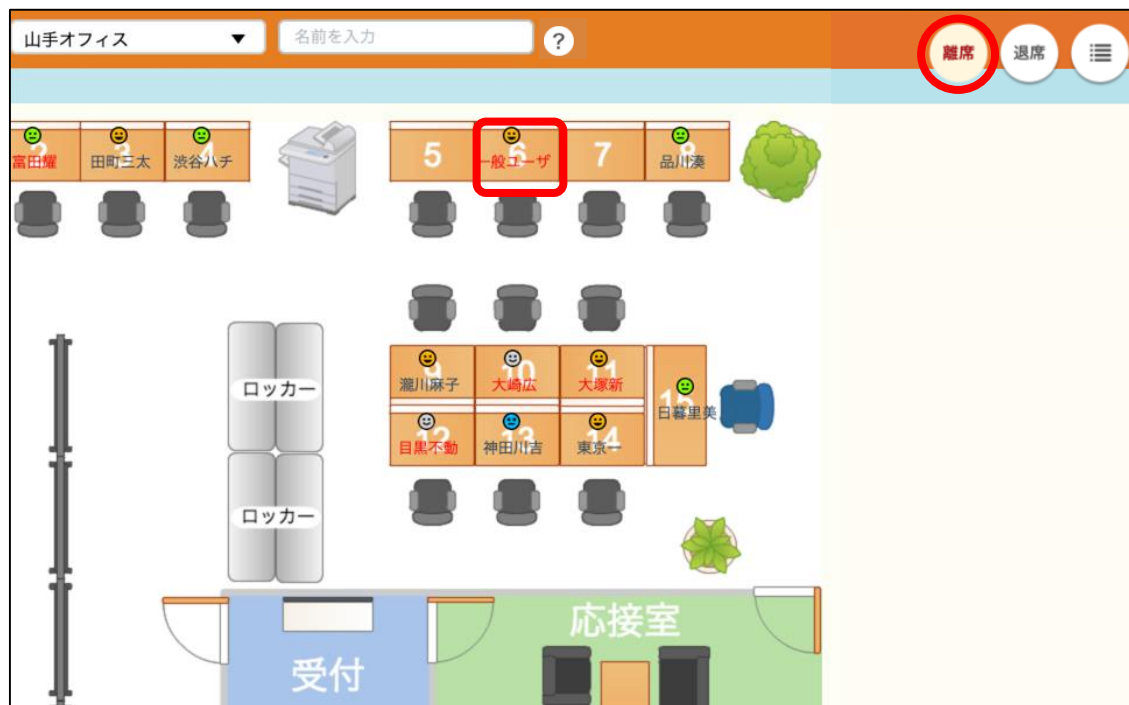 山手オフィス
名前を入力
?
離席
退席
2
富田耀
3
田町三太
4
渋谷ハチ
5
6
一般ユーザ
7
8
品川湊
9
瀧川麻子
10
大崎広
11
大塚新
15
日暮里美
12
目黒不動
13
神田川吉
14
東京一
ロッカー
ロッカー
応接室
受付